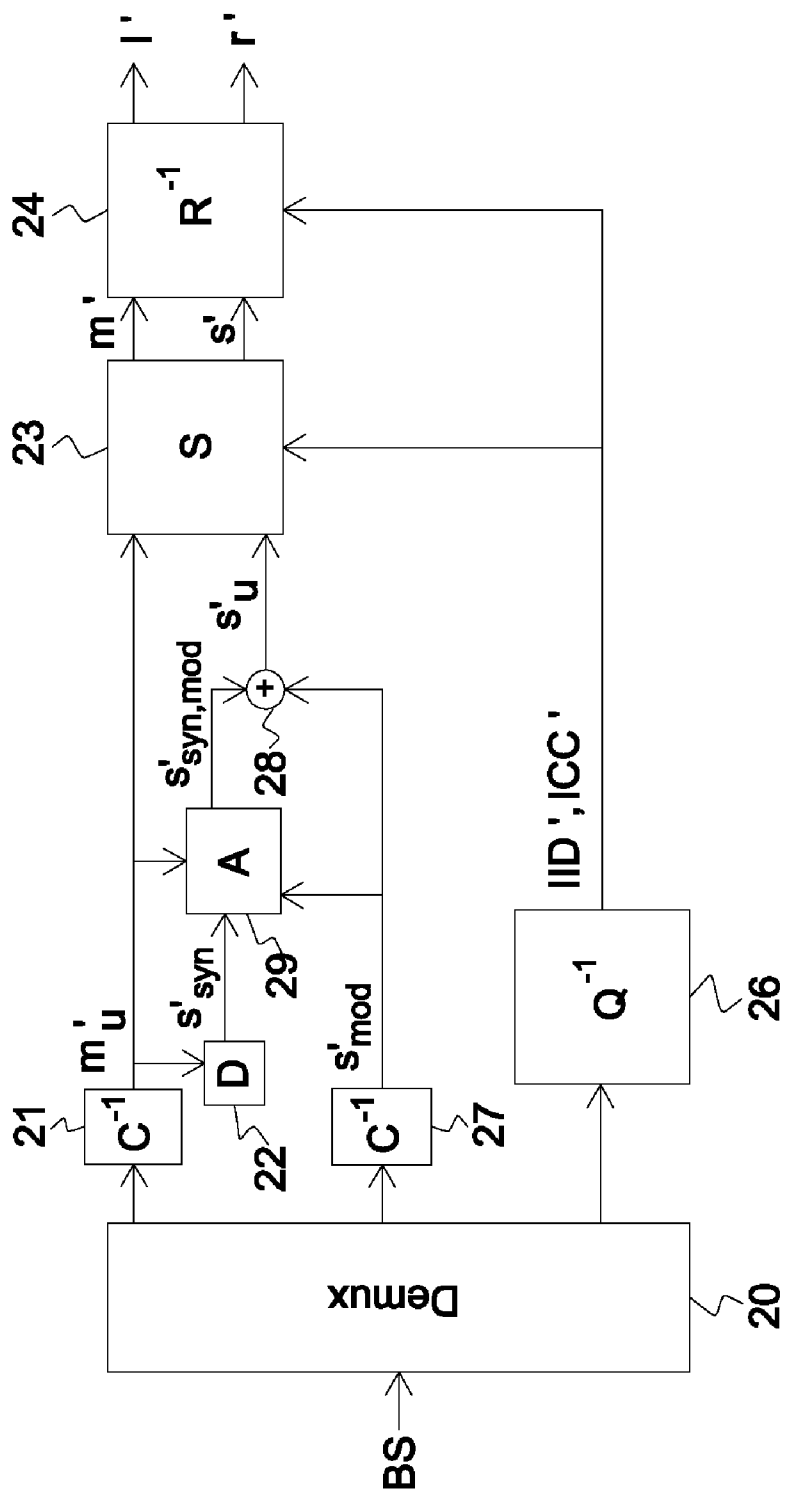 BS
Demux
20
21
C⁻¹
m'u
D
22
s'syn
A
29
s'syn,mod
+
28
s'u
C⁻¹
27
s'mod
Q⁻¹
26
IID ', ICC '
S
23
m'
s'
R⁻¹
24
l'
r'